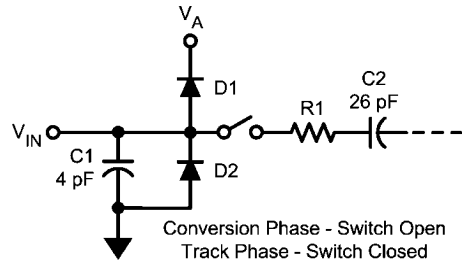 VA
D1
R1
C2
26 pF
VIN
C1
4 pF
D2
Conversion Phase - Switch Open
Track Phase - Switch Closed